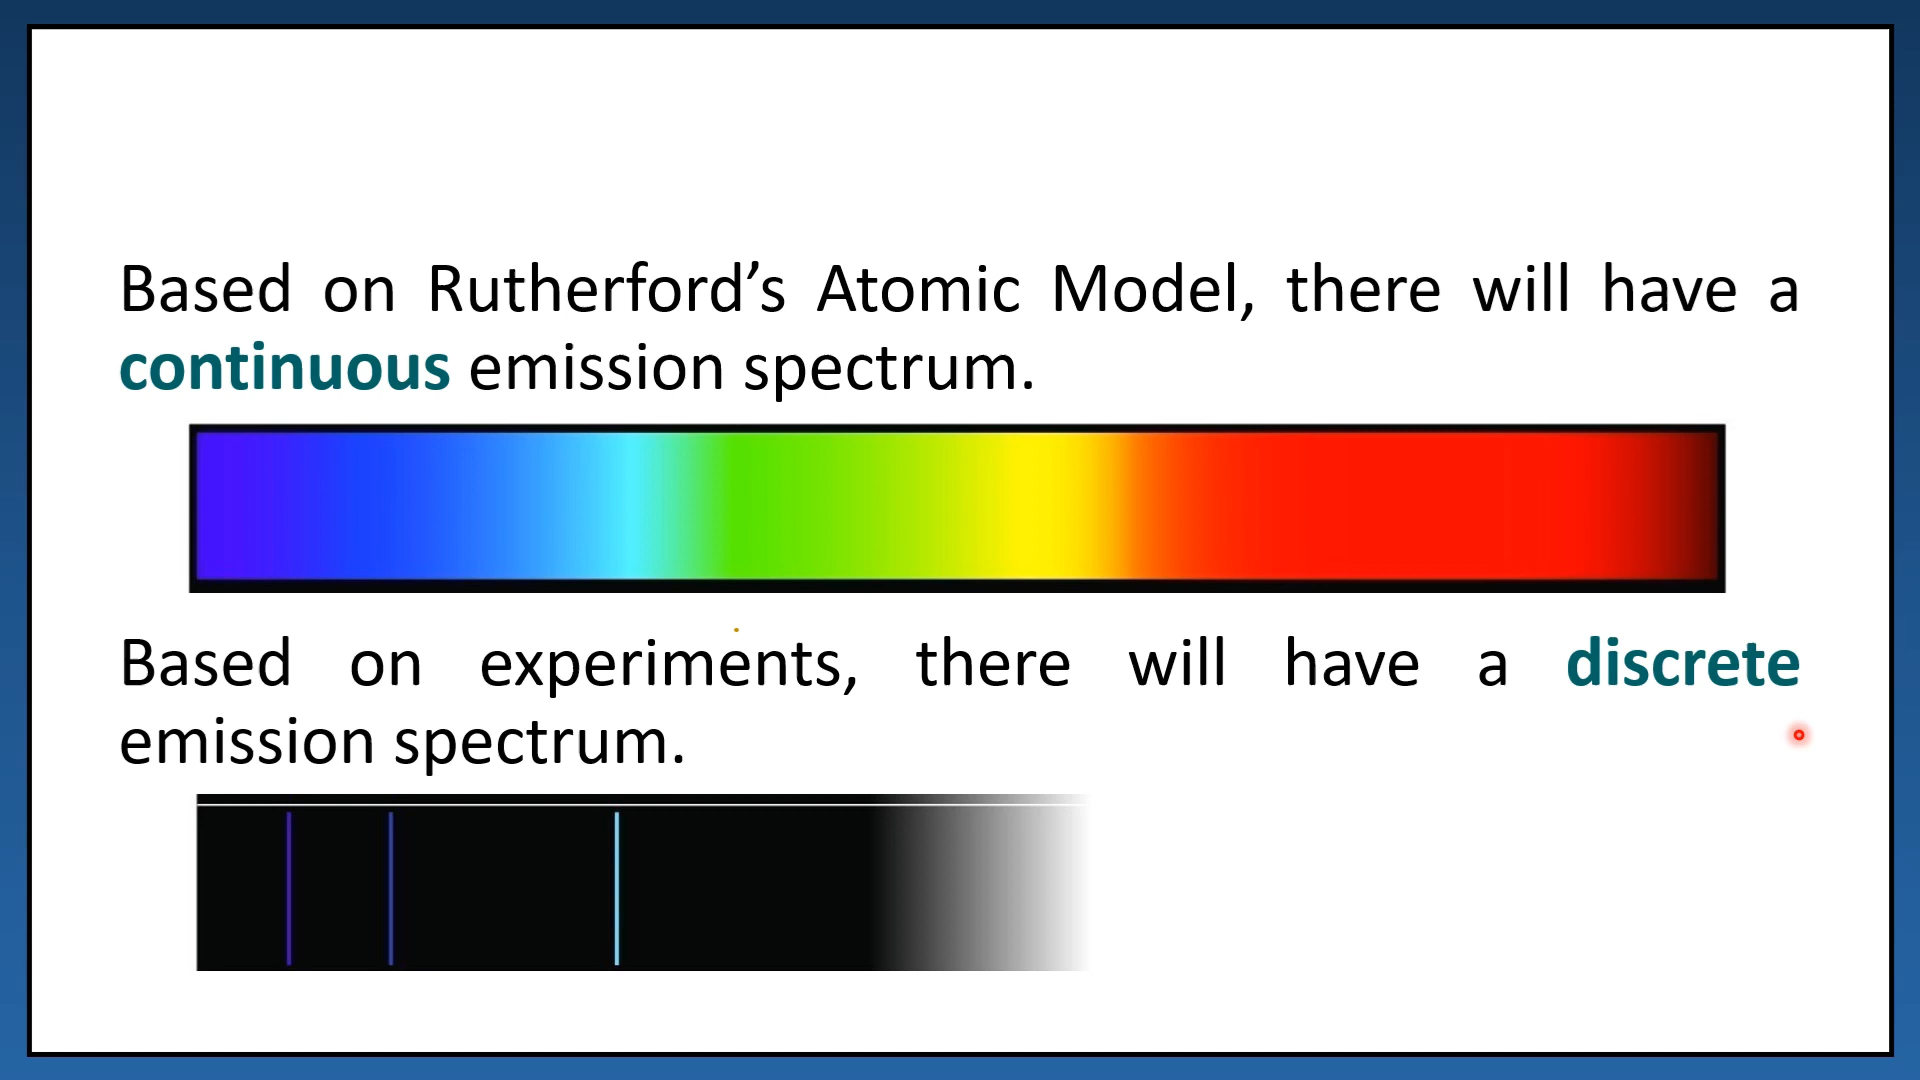 Based on Rutherford’s Atomic Model, there will have a
continuous emission spectrum.
Based on experiments, there will have a discrete
emission spectrum.